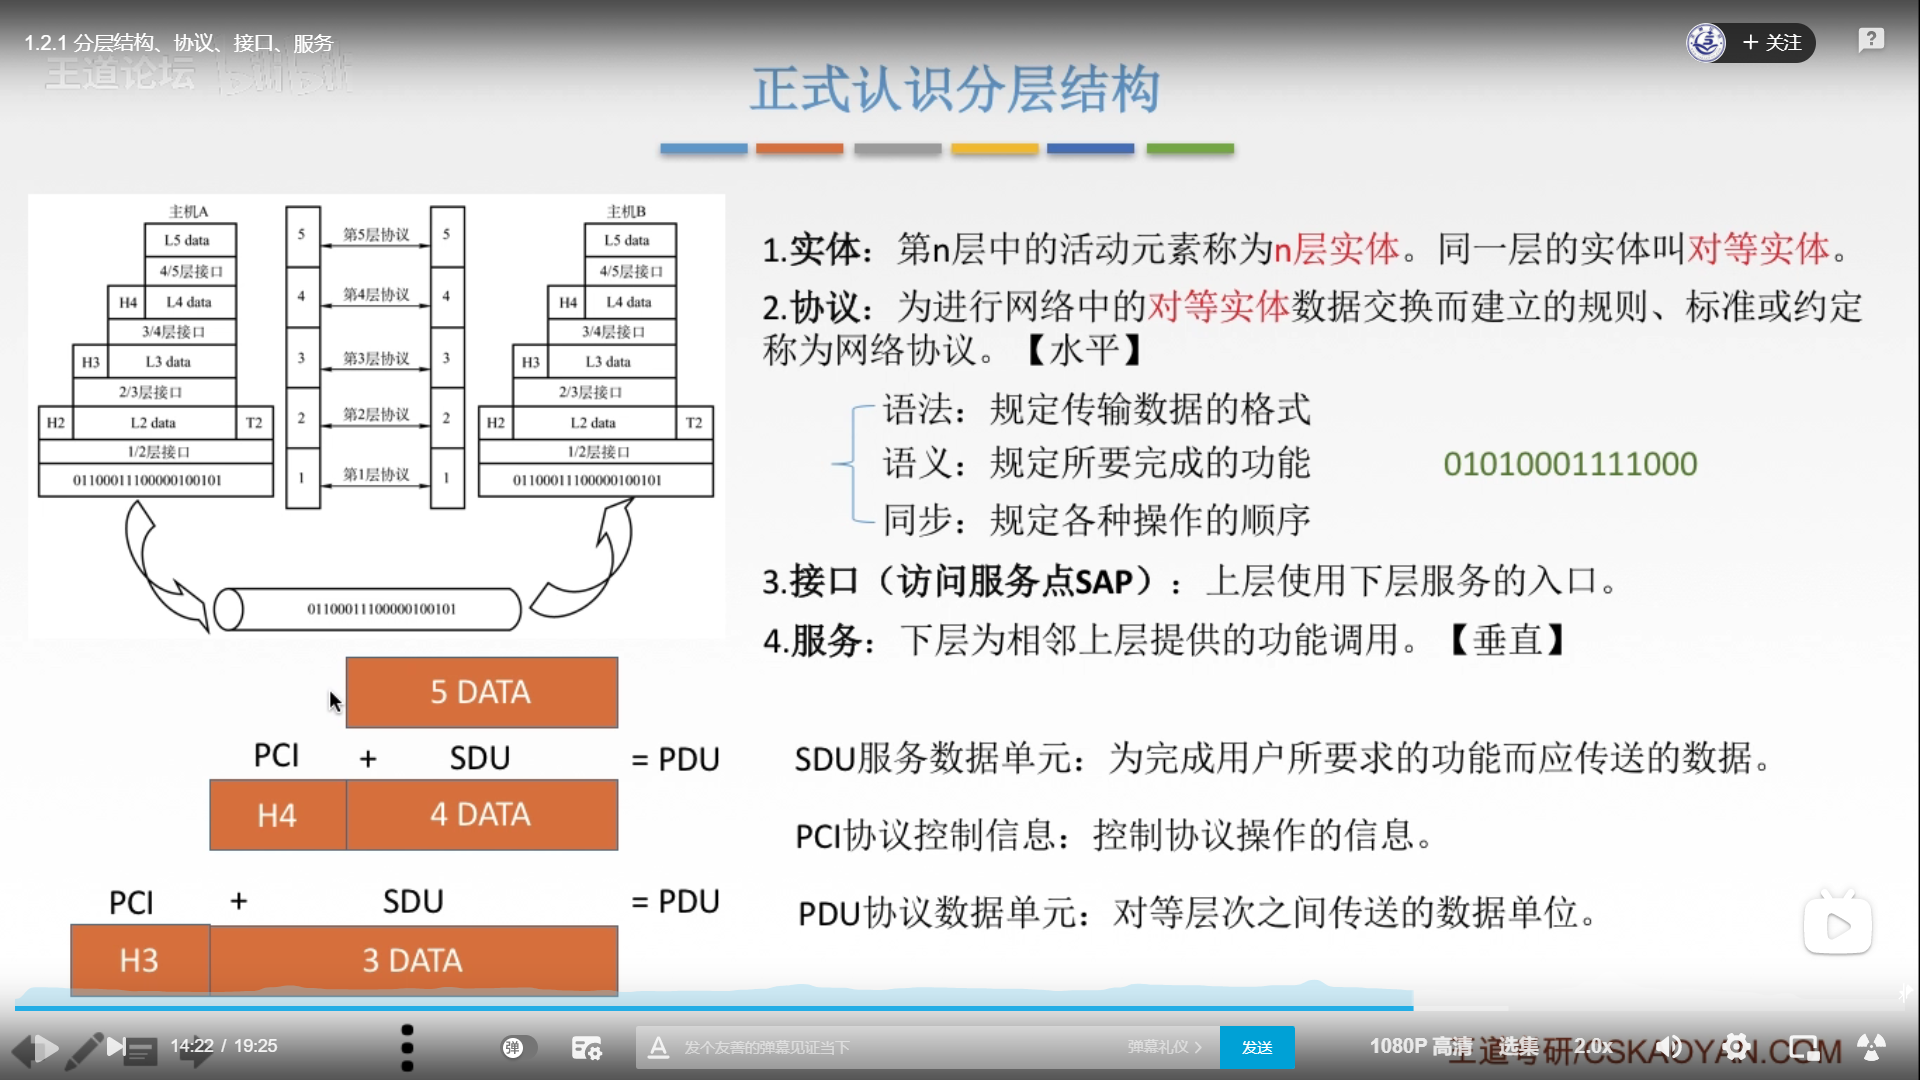 1.2.1 分层结构、协议、接口、服务
+ 关注
王道论坛 bilibili
正式认识分层结构
主机A
L5 data
4/5层接口
H4 L4 data
3/4层接口
H3 L3 data
2/3层接口
H2 L2 data T2
1/2层接口
01100011100000100101
5 第5层协议 5
4 第4层协议 4
3 第3层协议 3
2 第2层协议 2
1 第1层协议 1
主机B
L5 data
4/5层接口
H4 L4 data
3/4层接口
H3 L3 data
2/3层接口
H2 L2 data T2
1/2层接口
01100011100000100101
01100011100000100101
1.实体：第n层中的活动元素称为n层实体。同一层的实体叫对等实体。
2.协议：为进行网络中的对等实体数据交换而建立的规则、标准或约定
称为网络协议。【水平】
语法：规定传输数据的格式
语义：规定所要完成的功能
01010001111000
同步：规定各种操作的顺序
3.接口（访问服务点SAP）：上层使用下层服务的入口。
4.服务：下层为相邻上层提供的功能调用。【垂直】
5 DATA
PCI + SDU = PDU
H4 4 DATA
PCI + SDU = PDU
H3 3 DATA
SDU服务数据单元：为完成用户所要求的功能而应传送的数据。
PCI协议控制信息：控制协议操作的信息。
PDU协议数据单元：对等层次之间传送的数据单位。
14:22 / 19:25
弹
A 发个友善的弹幕见证当下
弹幕礼仪 >
发送
1080P 高清
选集
2.0x
王道考研/CSKAOYAN.COM